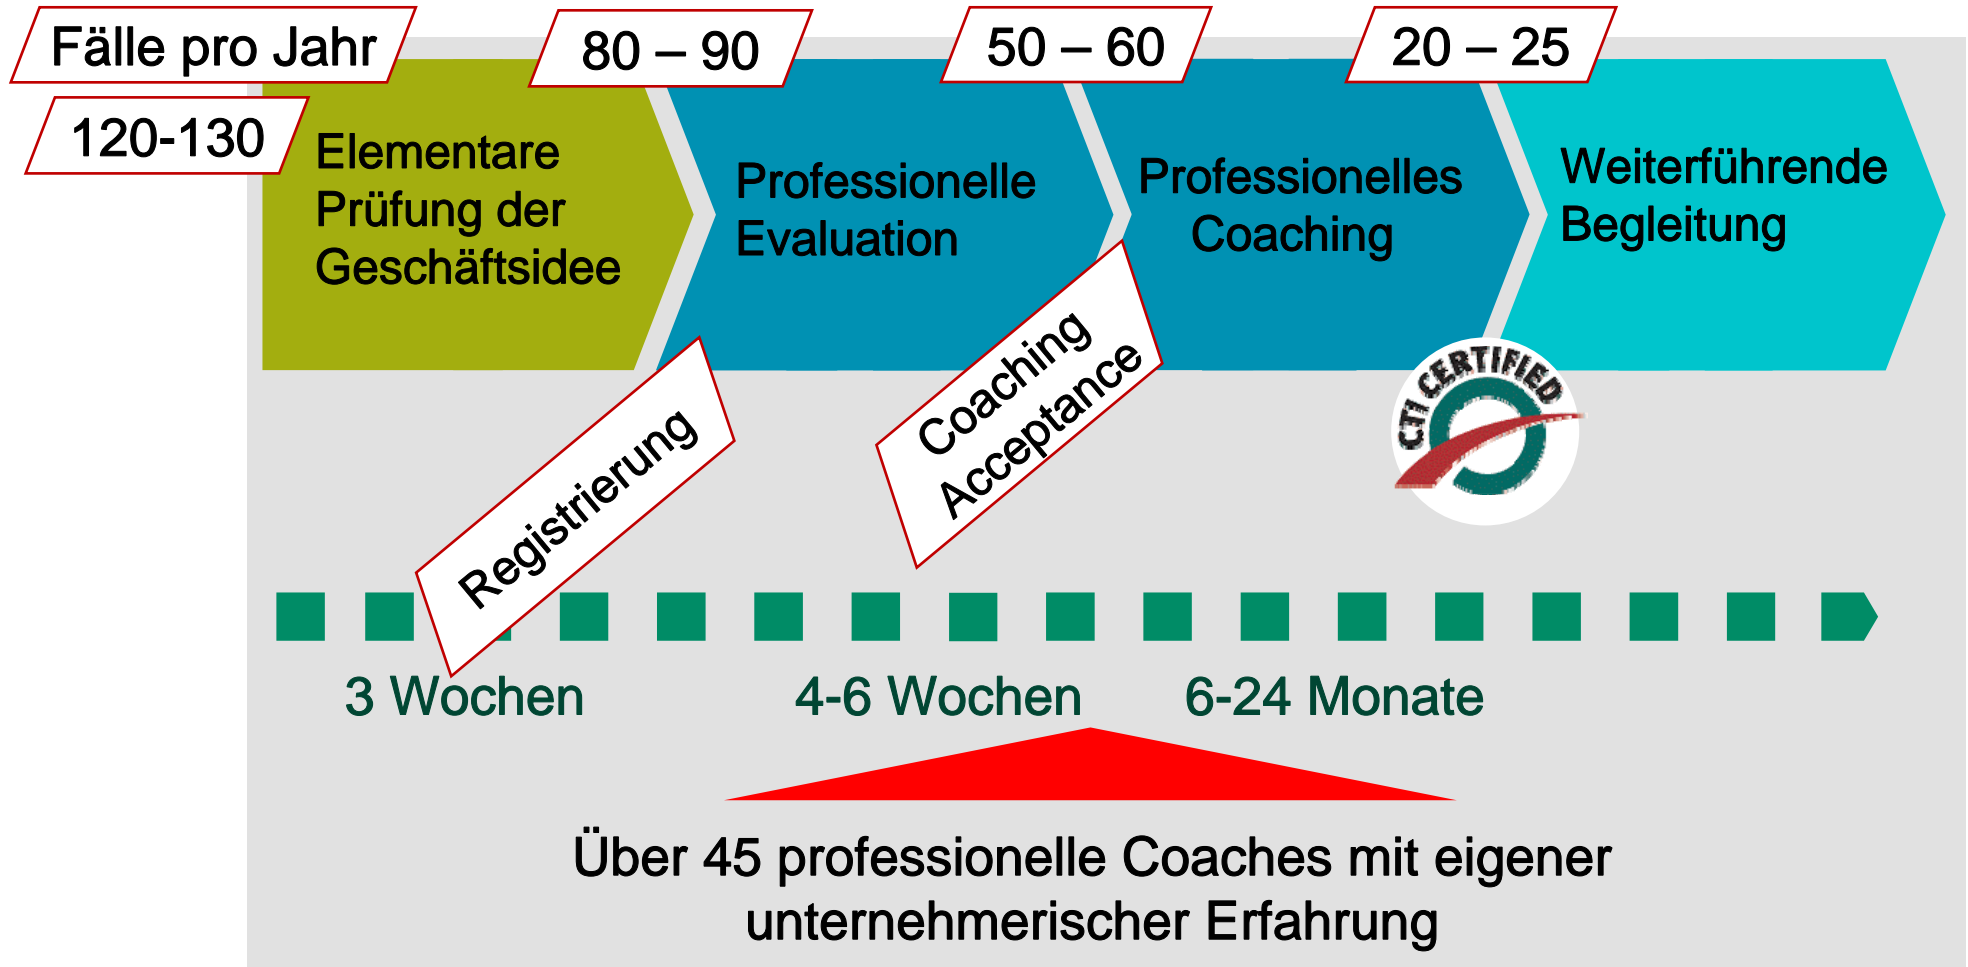 Fälle pro Jahr
80 – 90
50 – 60
20 – 25
120-130
Elementare
Prüfung der
Geschäftsidee
Professionelle
Evaluation
Professionelles
Coaching
Weiterführende
Begleitung
Registrierung
Coaching
Acceptance
CTI CERTIFIED
3 Wochen
4-6 Wochen
6-24 Monate
Über 45 professionelle Coaches mit eigener
unternehmerischer Erfahrung